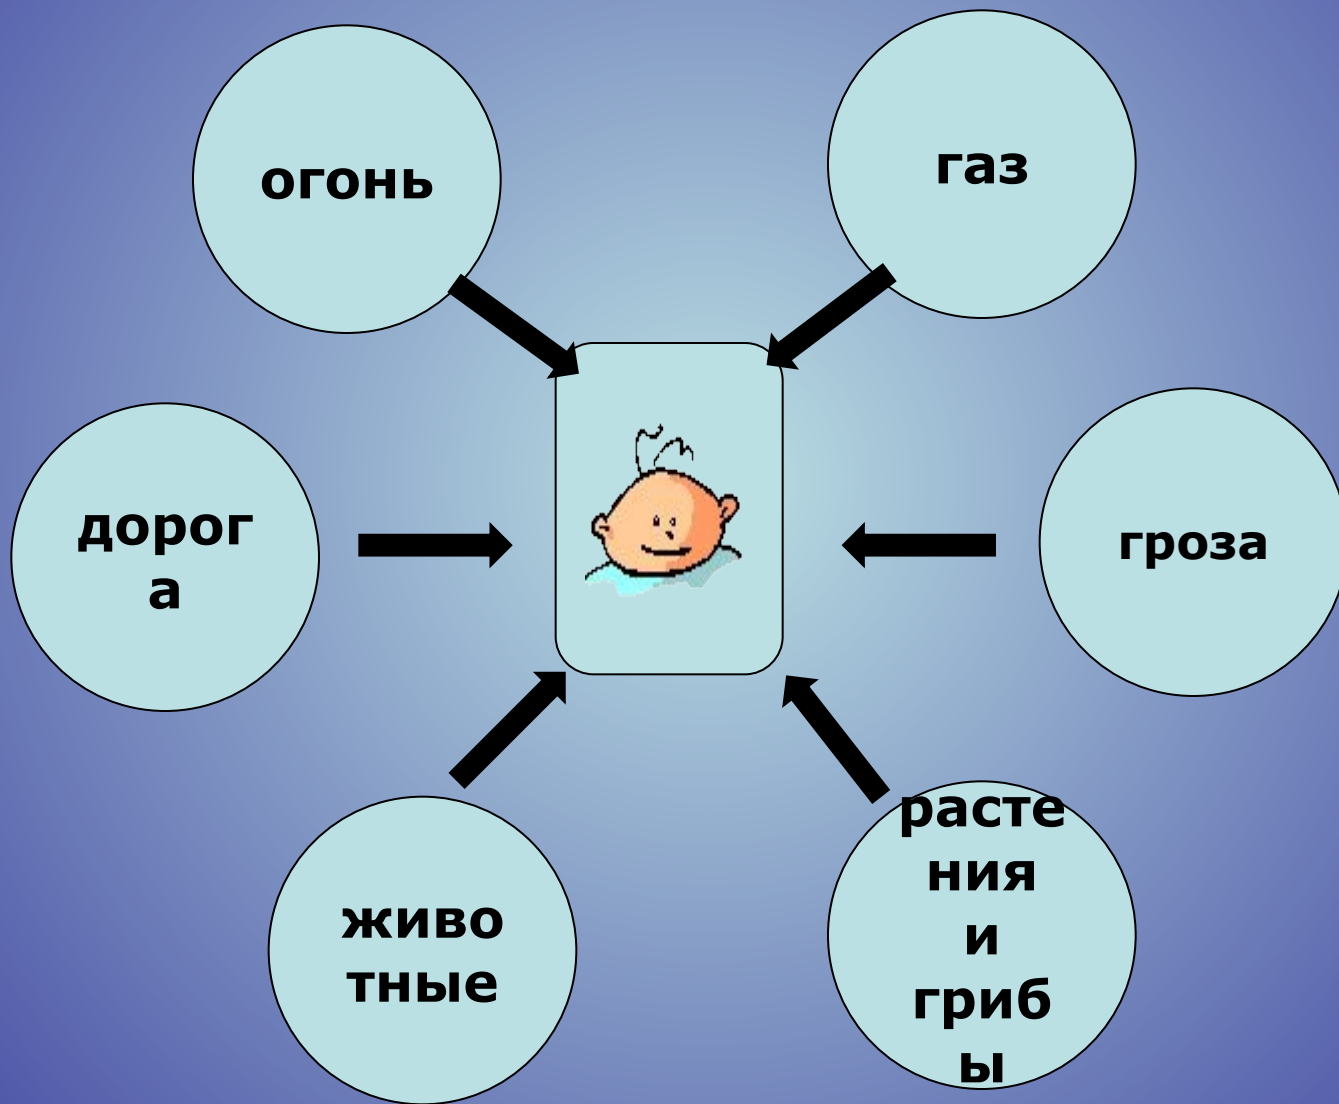 огонь
газ
дорог
а
гроза
живо
тные
расте
ния
и
гриб
ы